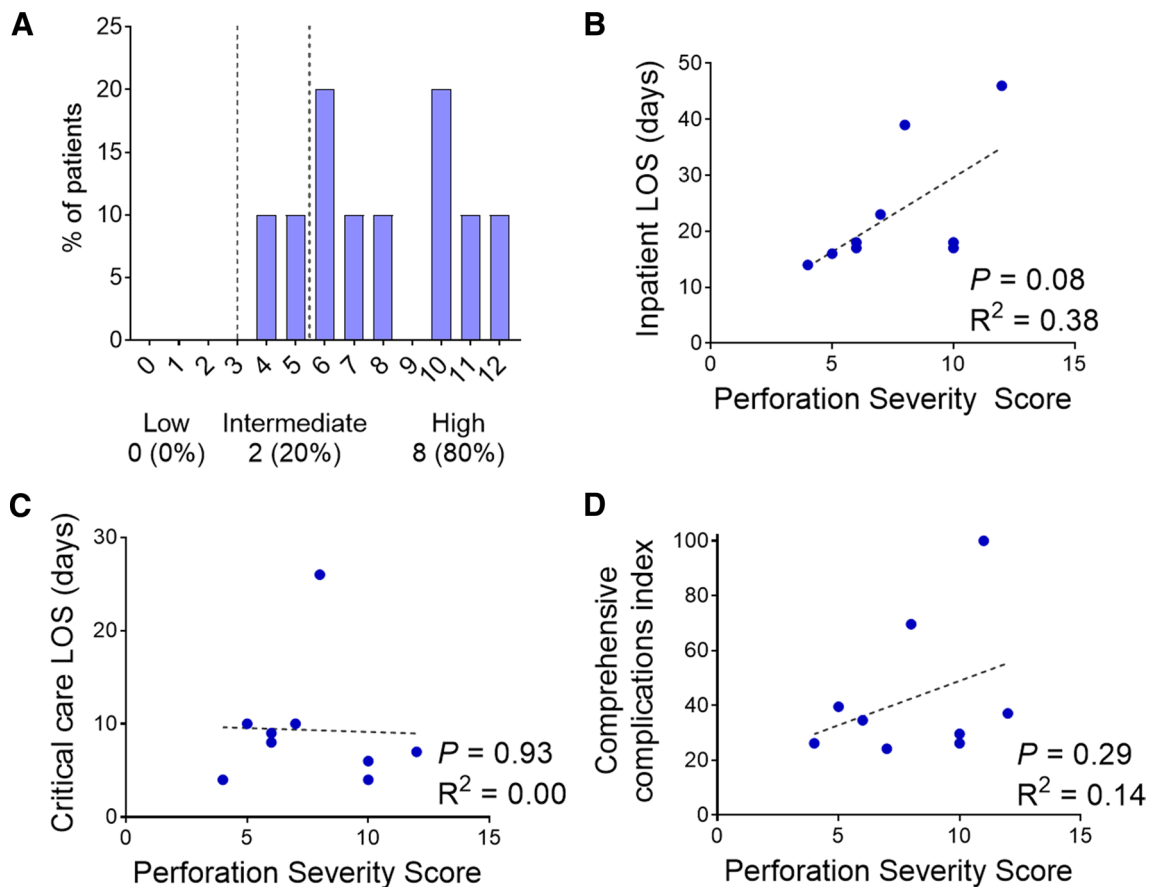 A
% of patients
25
20
15
10
5
0
0 1 2 3 4 5 6 7 8 9 10 11 12
Low Intermediate High
0 (0%) 2 (20%) 8 (80%)
B
Inpatient LOS (days)
50
40
30
20
10
0
P = 0.08
R² = 0.38
0 5 10 15
Perforation Severity Score
C
Critical care LOS (days)
30
20
10
0
P = 0.93
R² = 0.00
0 5 10 15
Perforation Severity Score
D
Comprehensive
complications index
100
80
60
40
20
0
P = 0.29
R² = 0.14
0 5 10 15
Perforation Severity Score